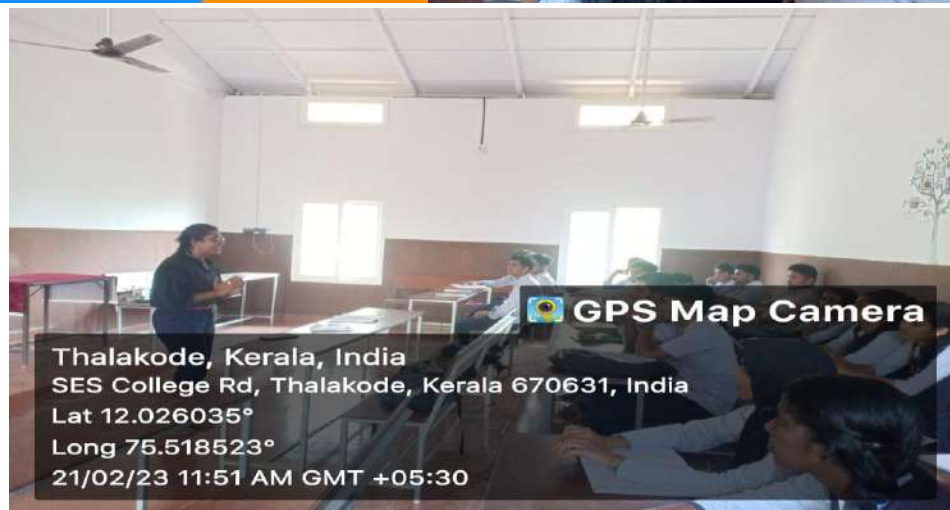 GPS Map Camera
Thalakode, Kerala, India
SES College Rd, Thalakode, Kerala 670631, India
Lat 12.026035°
Long 75.518523°
21/02/23 11:51 AM GMT +05:30